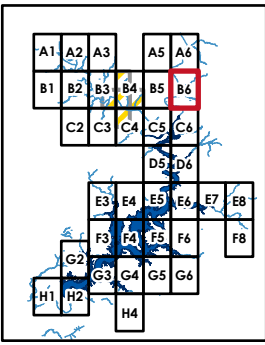 A1 A2 A3 A5 A6
B1 B2 B3 B4 B5 B6
C2 C3 C4 C5 C6
D5 D6
E3 E4 E5 E6 E7 E8
F3 F4 F5 F6 F8
G2
G3 G4 G5 G6
H1 H2
H4